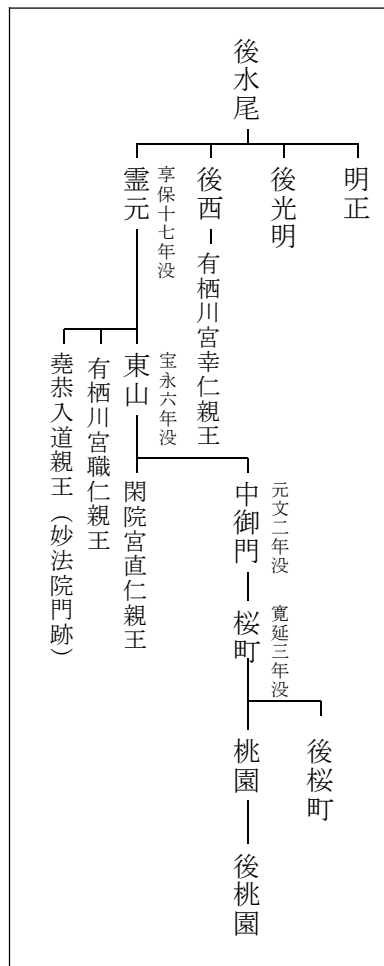 後水尾
明正
後光明
後西
有栖川宮幸仁親王
霊元
享保十七年没
東山
宝永六年没
有栖川宮職仁親王
堯恭入道親王（妙法院門跡）
中御門
元文二年没
閑院宮直仁親王
桜町
寛延三年没
後桜町
桃園
後桃園